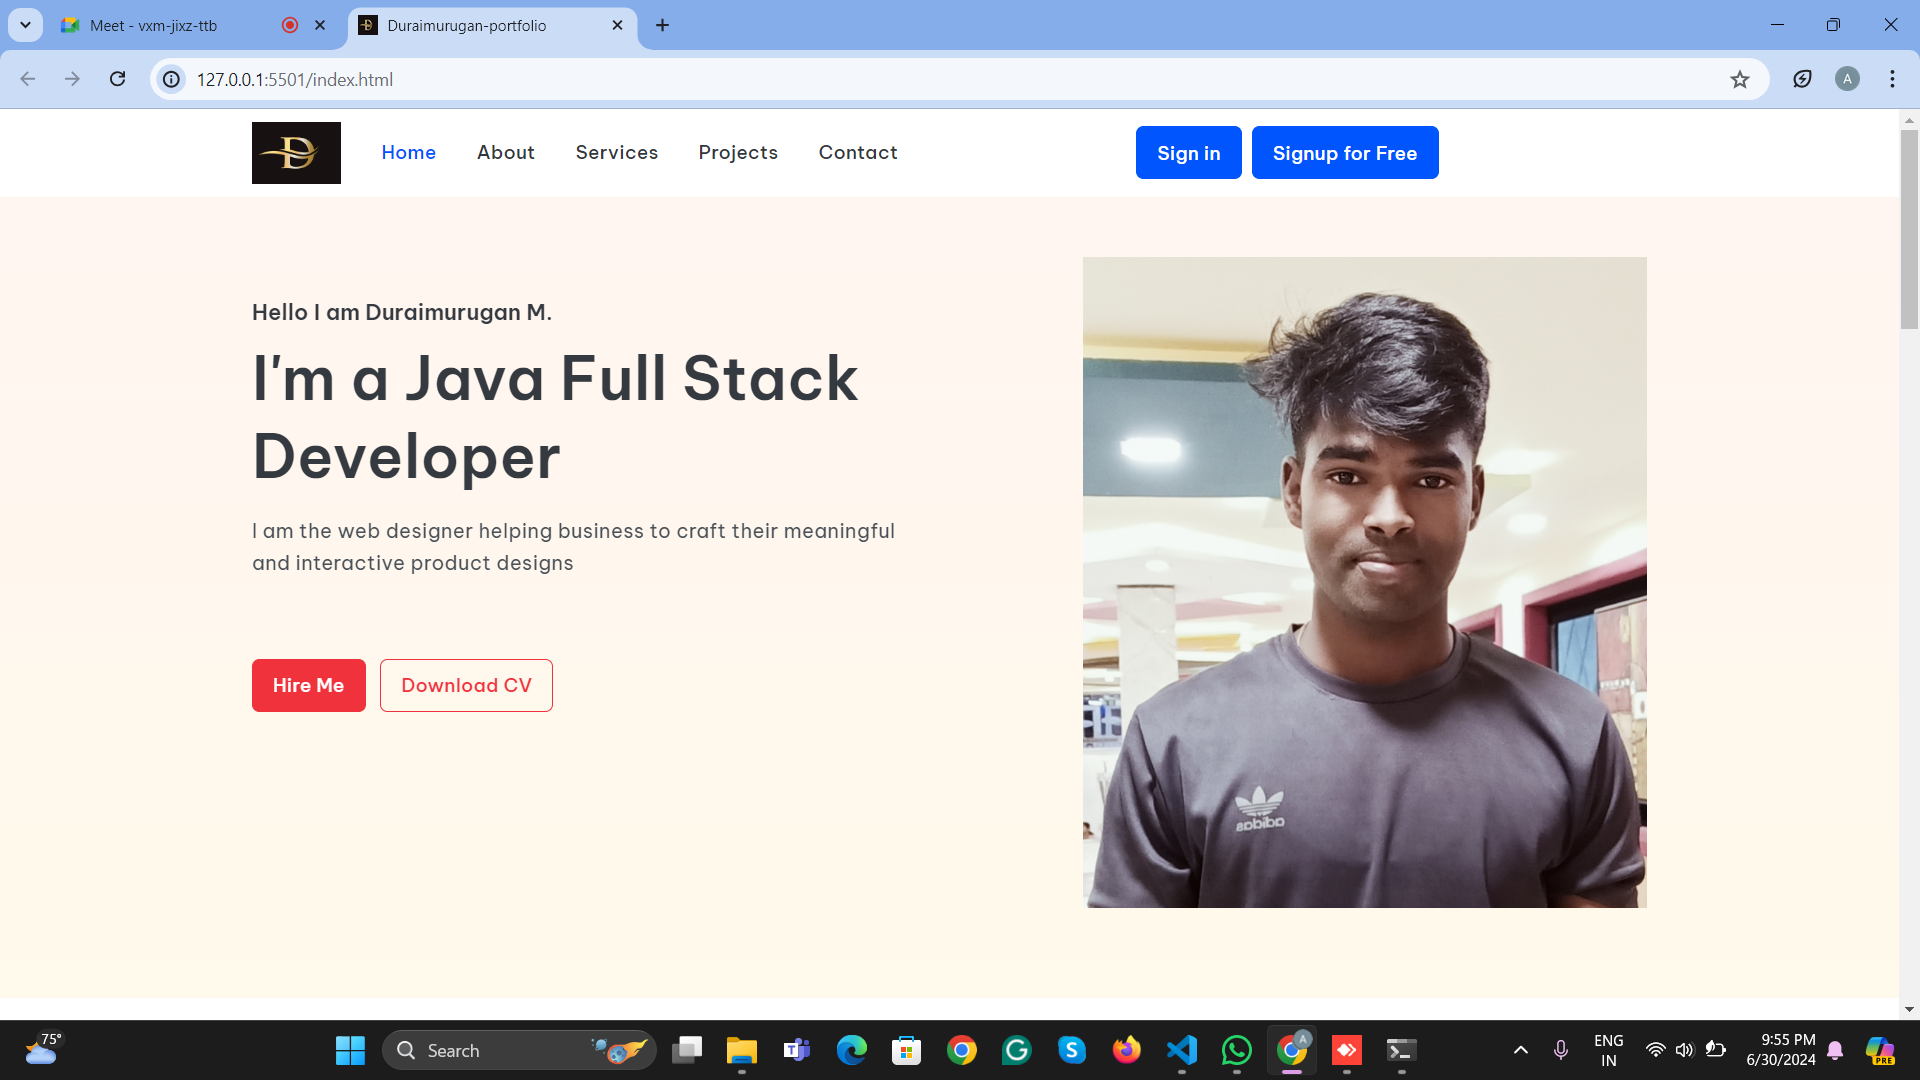 Meet - vxm-jixz-ttb
Duraimurugan-portfolio
127.0.0.1:5501/index.html
A
D
Home
About
Services
Projects
Contact
Sign in
Signup for Free
Hello I am Duraimurugan M.
I'm a Java Full Stack
Developer
I am the web designer helping business to craft their meaningful
and interactive product designs
Hire Me
Download CV
adidas
75°
Search
A
ENG
IN
9:55 PM
6/30/2024
PRE